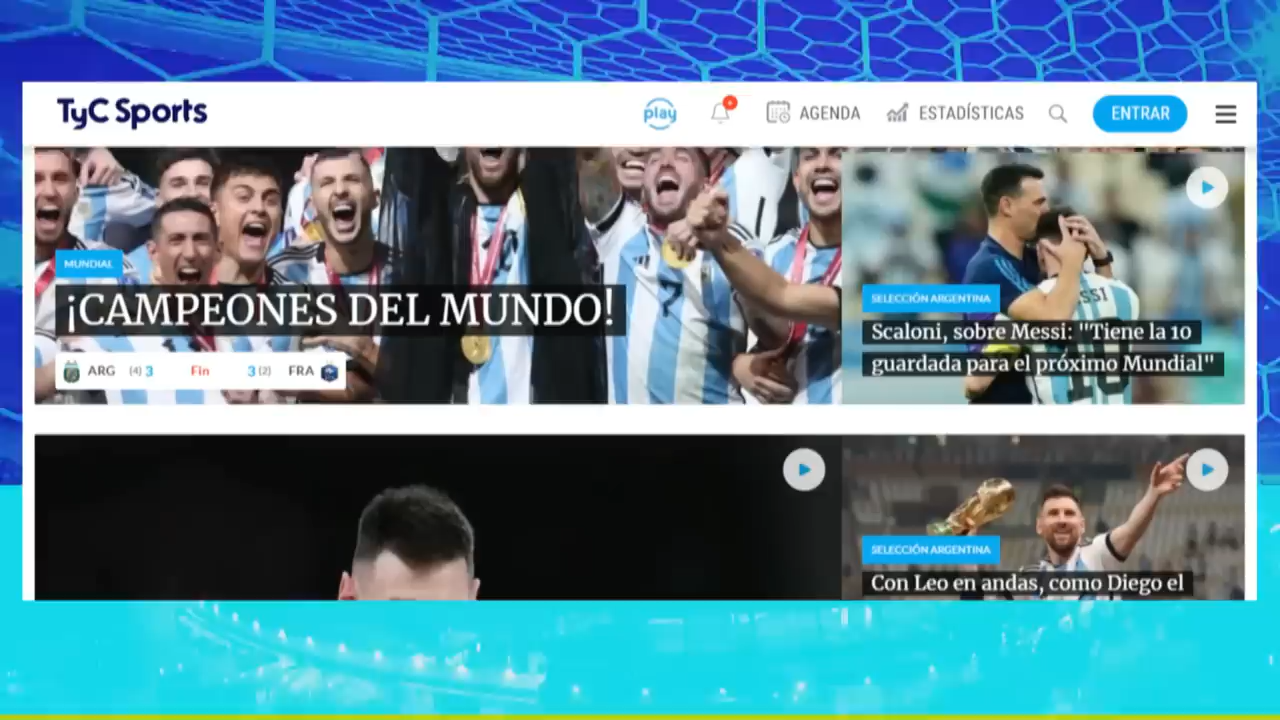 TyC Sports
play
AGENDA
ESTADÍSTICAS
ENTRAR
MUNDIAL
¡CAMPEONES DEL MUNDO!
ARG (4) 3 Fin 3 (2) FRA
7
SELECCIÓN ARGENTINA
Scaloni, sobre Messi: "Tiene la 10
guardada para el próximo Mundial"
10
SELECCIÓN ARGENTINA
Con Leo en andas, como Diego el